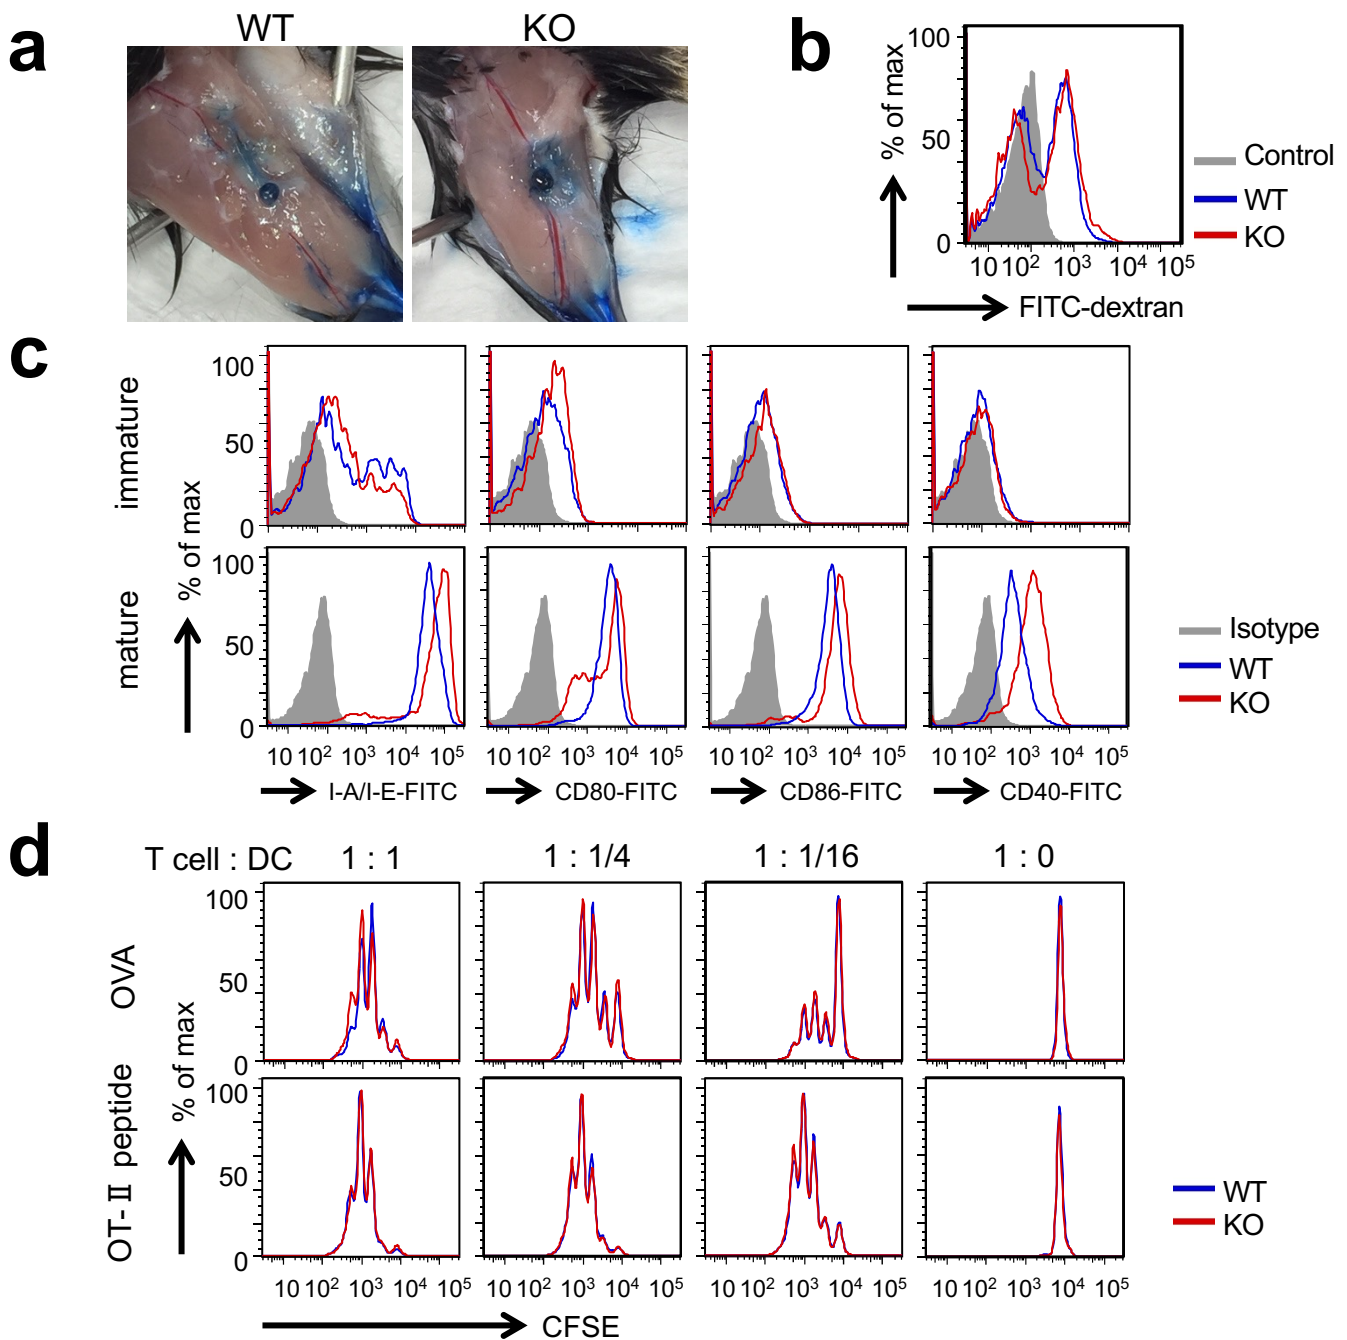 a
WT
KO
b
100
50
0
% of max
10 10² 10³ 10⁴ 10⁵
FITC-dextran
Control
WT
KO
c
immature
100
50
0
mature
100
50
0
% of max
10 10² 10³ 10⁴ 10⁵
10 10² 10³ 10⁴ 10⁵
10 10² 10³ 10⁴ 10⁵
10 10² 10³ 10⁴ 10⁵
I-A/I-E-FITC
CD80-FITC
CD86-FITC
CD40-FITC
Isotype
WT
KO
d
T cell : DC
1 : 1
1 : 1/4
1 : 1/16
1 : 0
OVA
100
50
0
OT-II peptide
100
50
0
% of max
10 10² 10³ 10⁴ 10⁵
10 10² 10³ 10⁴ 10⁵
10 10² 10³ 10⁴ 10⁵
10 10² 10³ 10⁴ 10⁵
CFSE
WT
KO